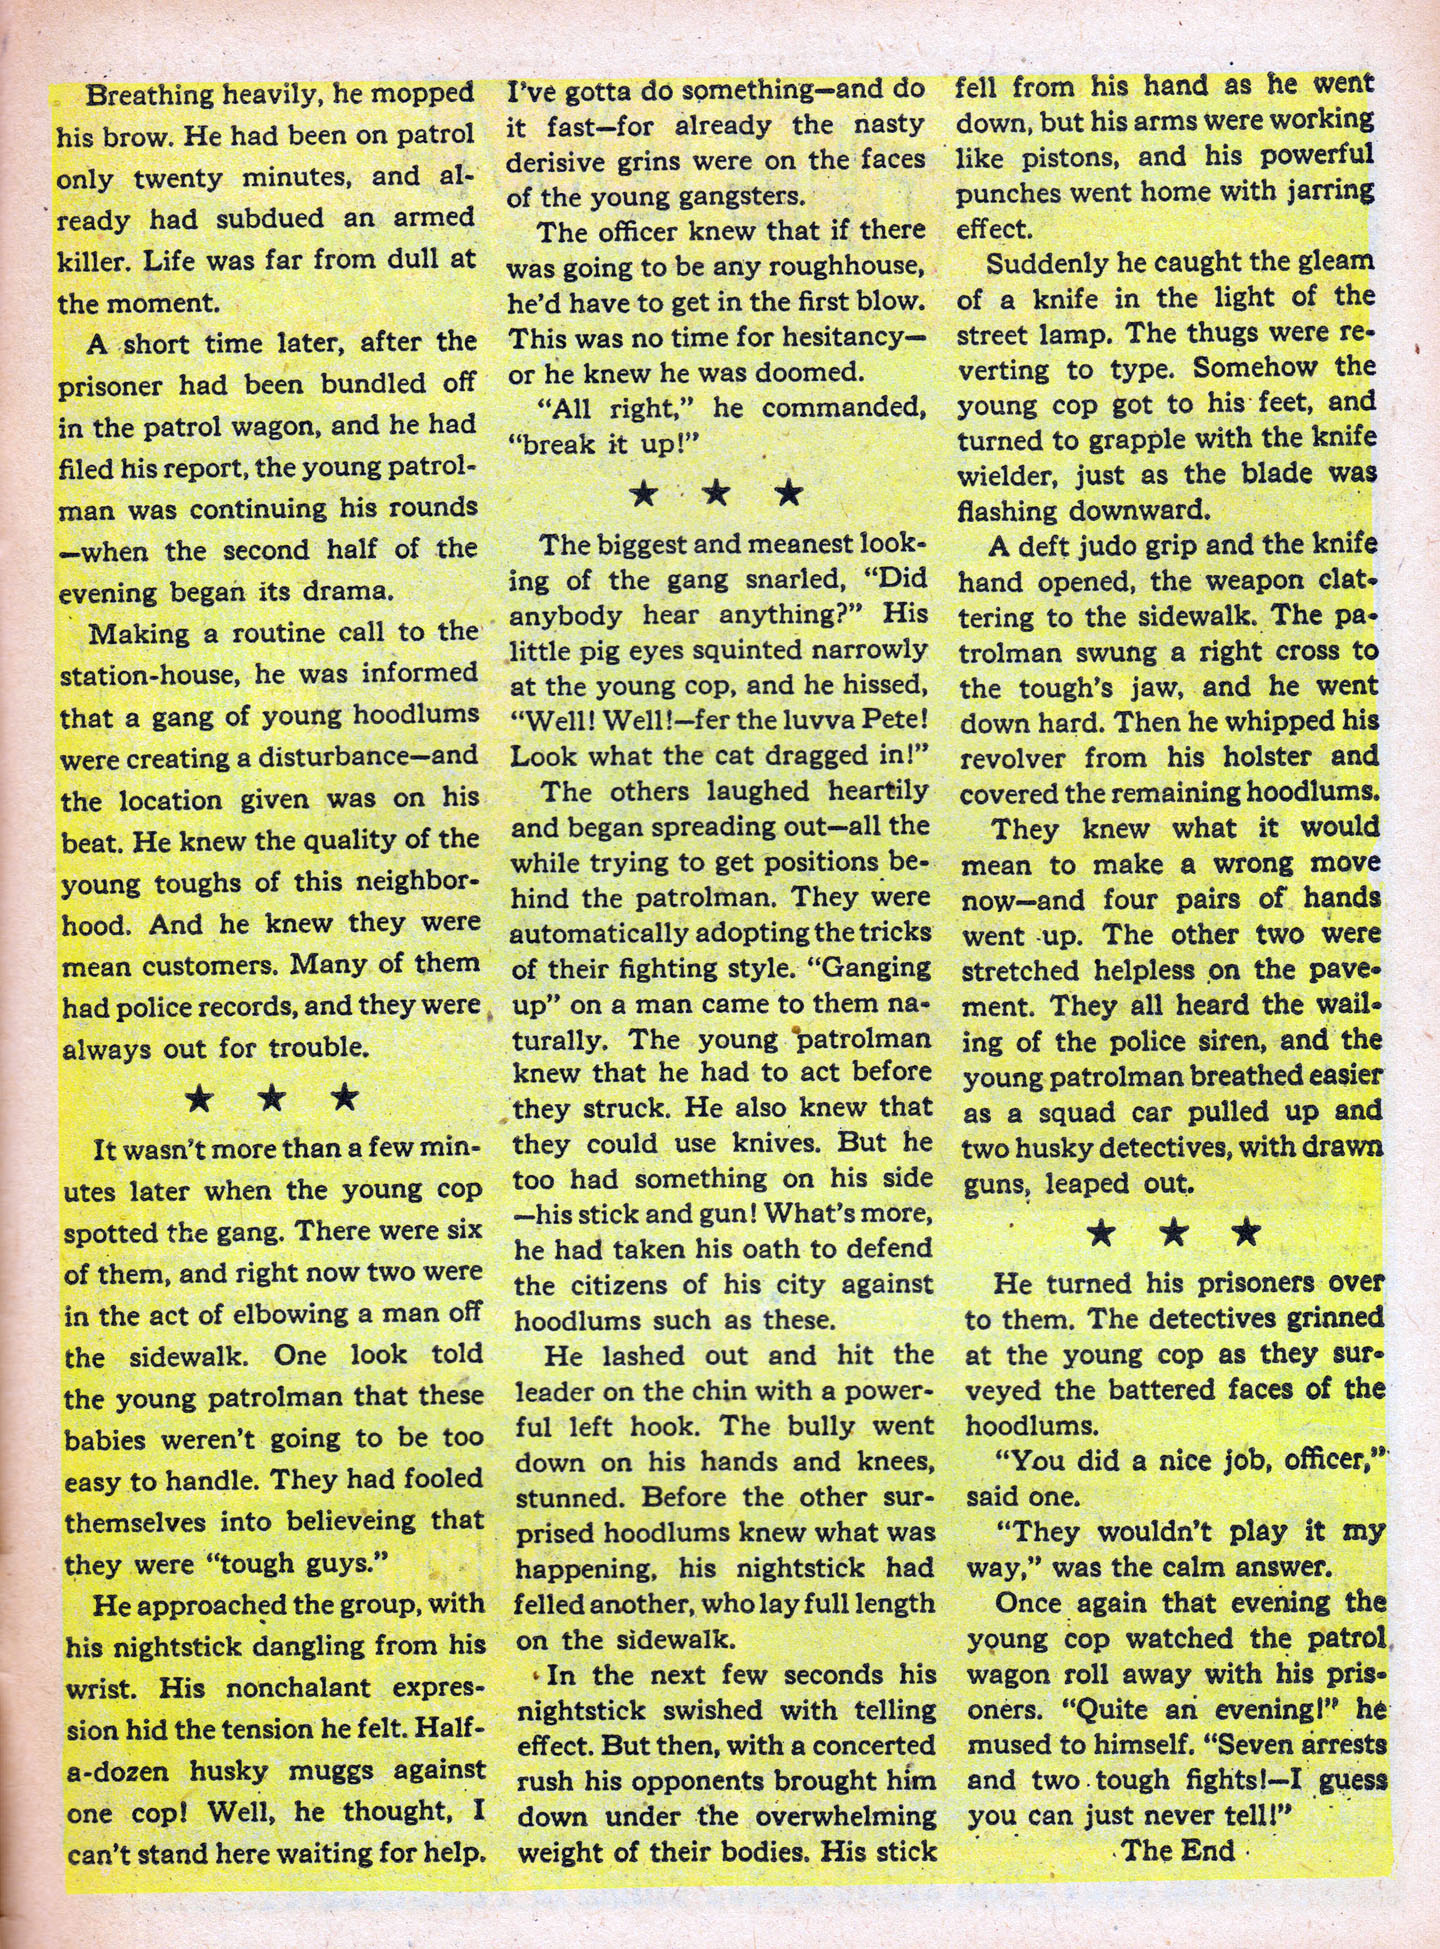 Breathing heavily, he mopped
his brow. He had been on patrol
only twenty minutes, and al-
ready had subdued an armed
killer. Life was far from dull at
the moment.
A short time later, after the
prisoner had been bundled off
in the patrol wagon, and he had
filed his report, the young patrol-
man was continuing his rounds
—when the second half of the
evening began its drama.
Making a routine call to the
station-house, he was informed
that a gang of young hoodlums
were creating a disturbance—and
the location given was on his
beat. He knew the quality of the
young toughs of this neighbor-
hood. And he knew they were
mean customers. Many of them
had police records, and they were
always out for trouble.
★ ★ ★
It wasn't more than a few min-
utes later when the young cop
spotted the gang. There were six
of them, and right now two were
in the act of elbowing a man off
the sidewalk. One look told
the young patrolman that these
babies weren't going to be too
easy to handle. They had fooled
themselves into believeing that
they were “tough guys.”
He approached the group, with
his nightstick dangling from his
wrist. His nonchalant expres-
sion hid the tension he felt. Half-
a-dozen husky muggs against
one cop! Well, he thought, I
can't stand here waiting for help.
I've gotta do something—and do
it fast—for already the nasty
derisive grins were on the faces
of the young gangsters.
The officer knew that if there
was going to be any roughhouse,
he'd have to get in the first blow.
This was no time for hesitancy—
or he knew he was doomed.
“All right,” he commanded,
“break it up!”
★ ★ ★
The biggest and meanest look-
ing of the gang snarled, “Did
anybody hear anything?” His
little pig eyes squinted narrowly
at the young cop, and he hissed,
“Well! Well!—fer the luvva Pete!
Look what the cat dragged in!”
The others laughed heartily
and began spreading out—all the
while trying to get positions be-
hind the patrolman. They were
automatically adopting the tricks
of their fighting style. “Ganging
up” on a man came to them na-
turally. The young patrolman
knew that he had to act before
they struck. He also knew that
they could use knives. But he
too had something on his side
—his stick and gun! What's more,
he had taken his oath to defend
the citizens of his city against
hoodlums such as these.
He lashed out and hit the
leader on the chin with a power-
ful left hook. The bully went
down on his hands and knees,
stunned. Before the other sur-
prised hoodlums knew what was
happening, his nightstick had
felled another, who lay full length
on the sidewalk.
In the next few seconds his
nightstick swished with telling
effect. But then, with a concerted
rush his opponents brought him
down under the overwhelming
weight of their bodies. His stick
fell from his hand as he went
down, but his arms were working
like pistons, and his powerful
punches went home with jarring
effect.
Suddenly he caught the gleam
of a knife in the light of the
street lamp. The thugs were re-
verting to type. Somehow the
young cop got to his feet, and
turned to grapple with the knife
wielder, just as the blade was
flashing downward.
A deft judo grip and the knife
hand opened, the weapon clat-
tering to the sidewalk. The pa-
trolman swung a right cross to
the tough's jaw, and he went
down hard. Then he whipped his
revolver from his holster and
covered the remaining hoodlums.
They knew what it would
mean to make a wrong move
now—and four pairs of hands
went up. The other two were
stretched helpless on the pave-
ment. They all heard the wail-
ing of the police siren, and the
young patrolman breathed easier
as a squad car pulled up and
two husky detectives, with drawn
guns, leaped out.
★ ★ ★
He turned his prisoners over
to them. The detectives grinned
at the young cop as they sur-
veyed the battered faces of the
hoodlums.
“You did a nice job, officer,”
said one.
“They wouldn't play it my
way,” was the calm answer.
Once again that evening the
young cop watched the patrol
wagon roll away with his pris-
oners. “Quite an evening!” he
mused to himself. “Seven arrests
and two tough fights!—I guess
you can just never tell!”
The End